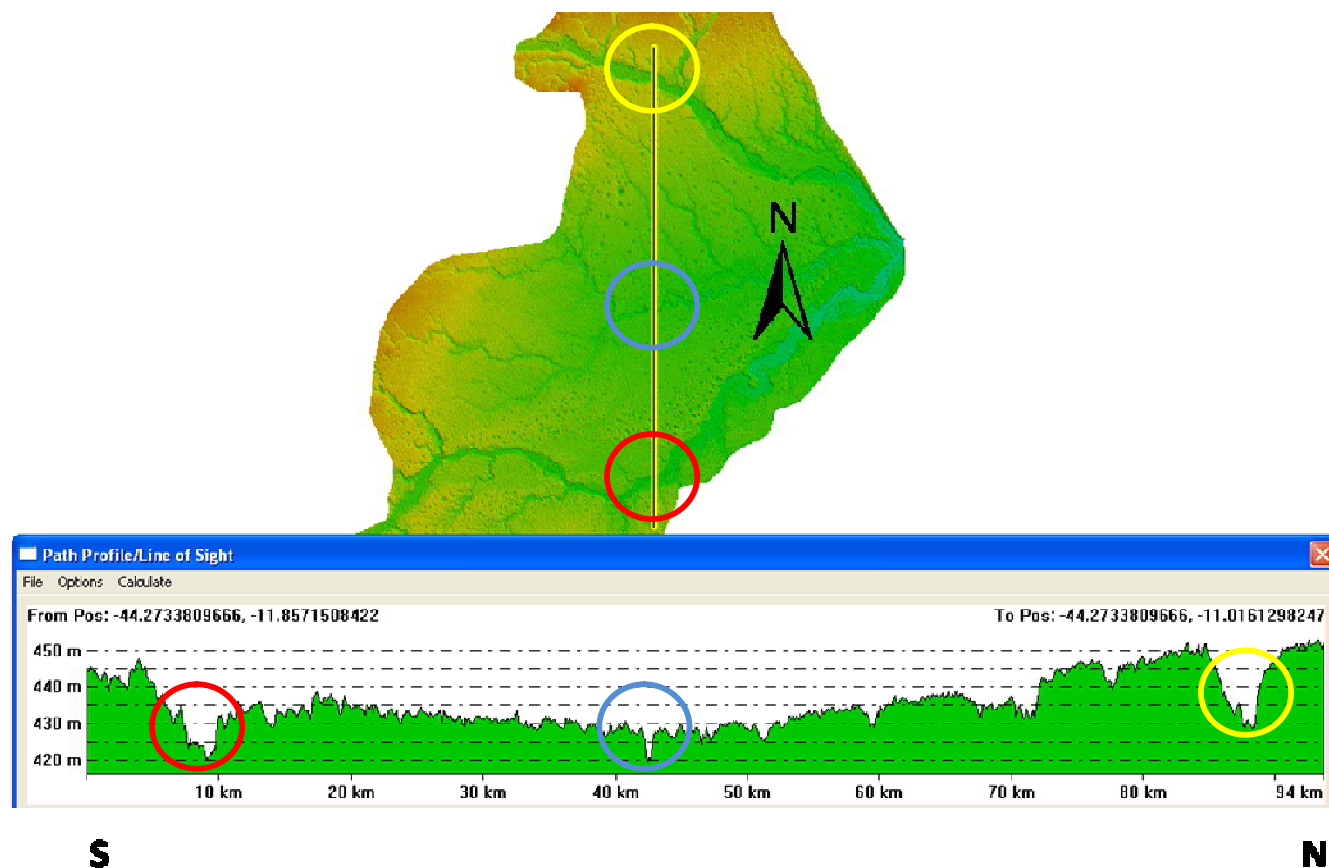 N
Path Profile/Line of Sight
File Options Calculate
From Pos: -44.2733809666, -11.8571508422 To Pos: -44.2733809666, -11.0161298247
450 m
440 m
430 m
420 m
10 km 20 km 30 km 40 km 50 km 60 km 70 km 80 km 94 km
S N